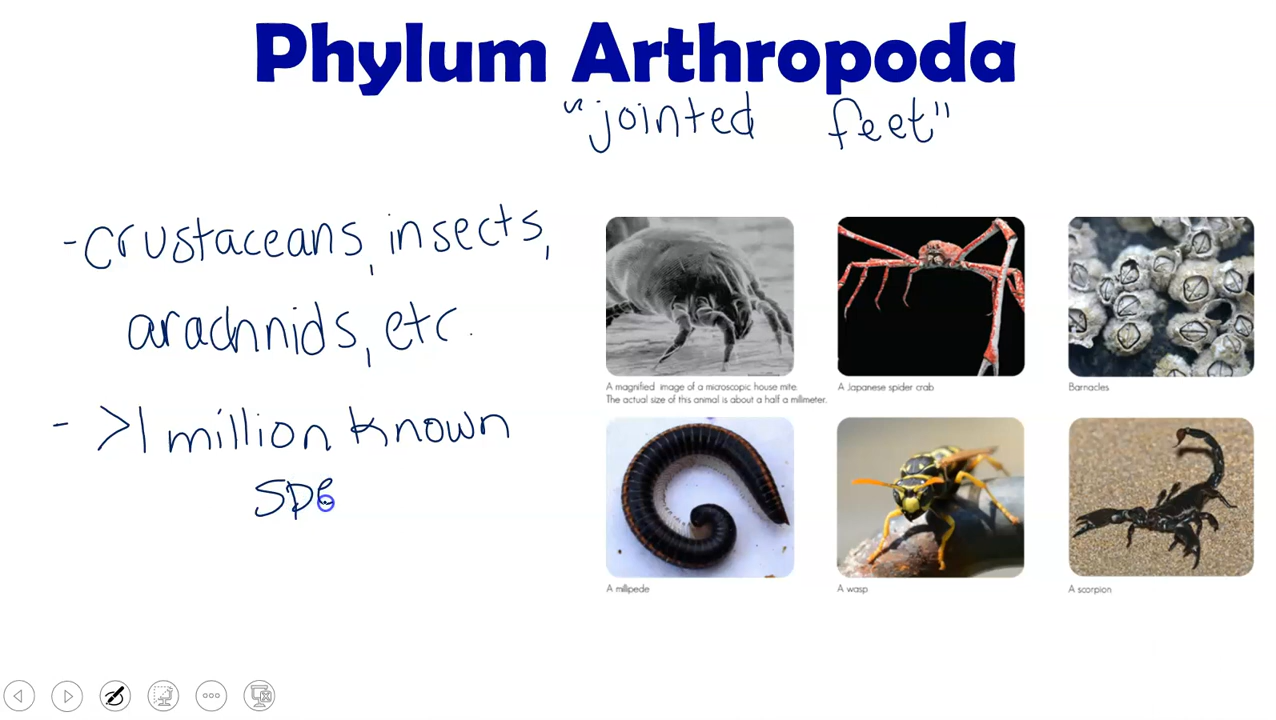 Phylum Arthropoda
"jointed feet"
-crustaceans, insects,
arachnids, etc.
- >1 million known
spe
A magnified image of a microscopic house mite.
The actual size of this animal is about a half a millimeter.
A Japanese spider crab
Barnacles
A millipede
A wasp
A scorpion